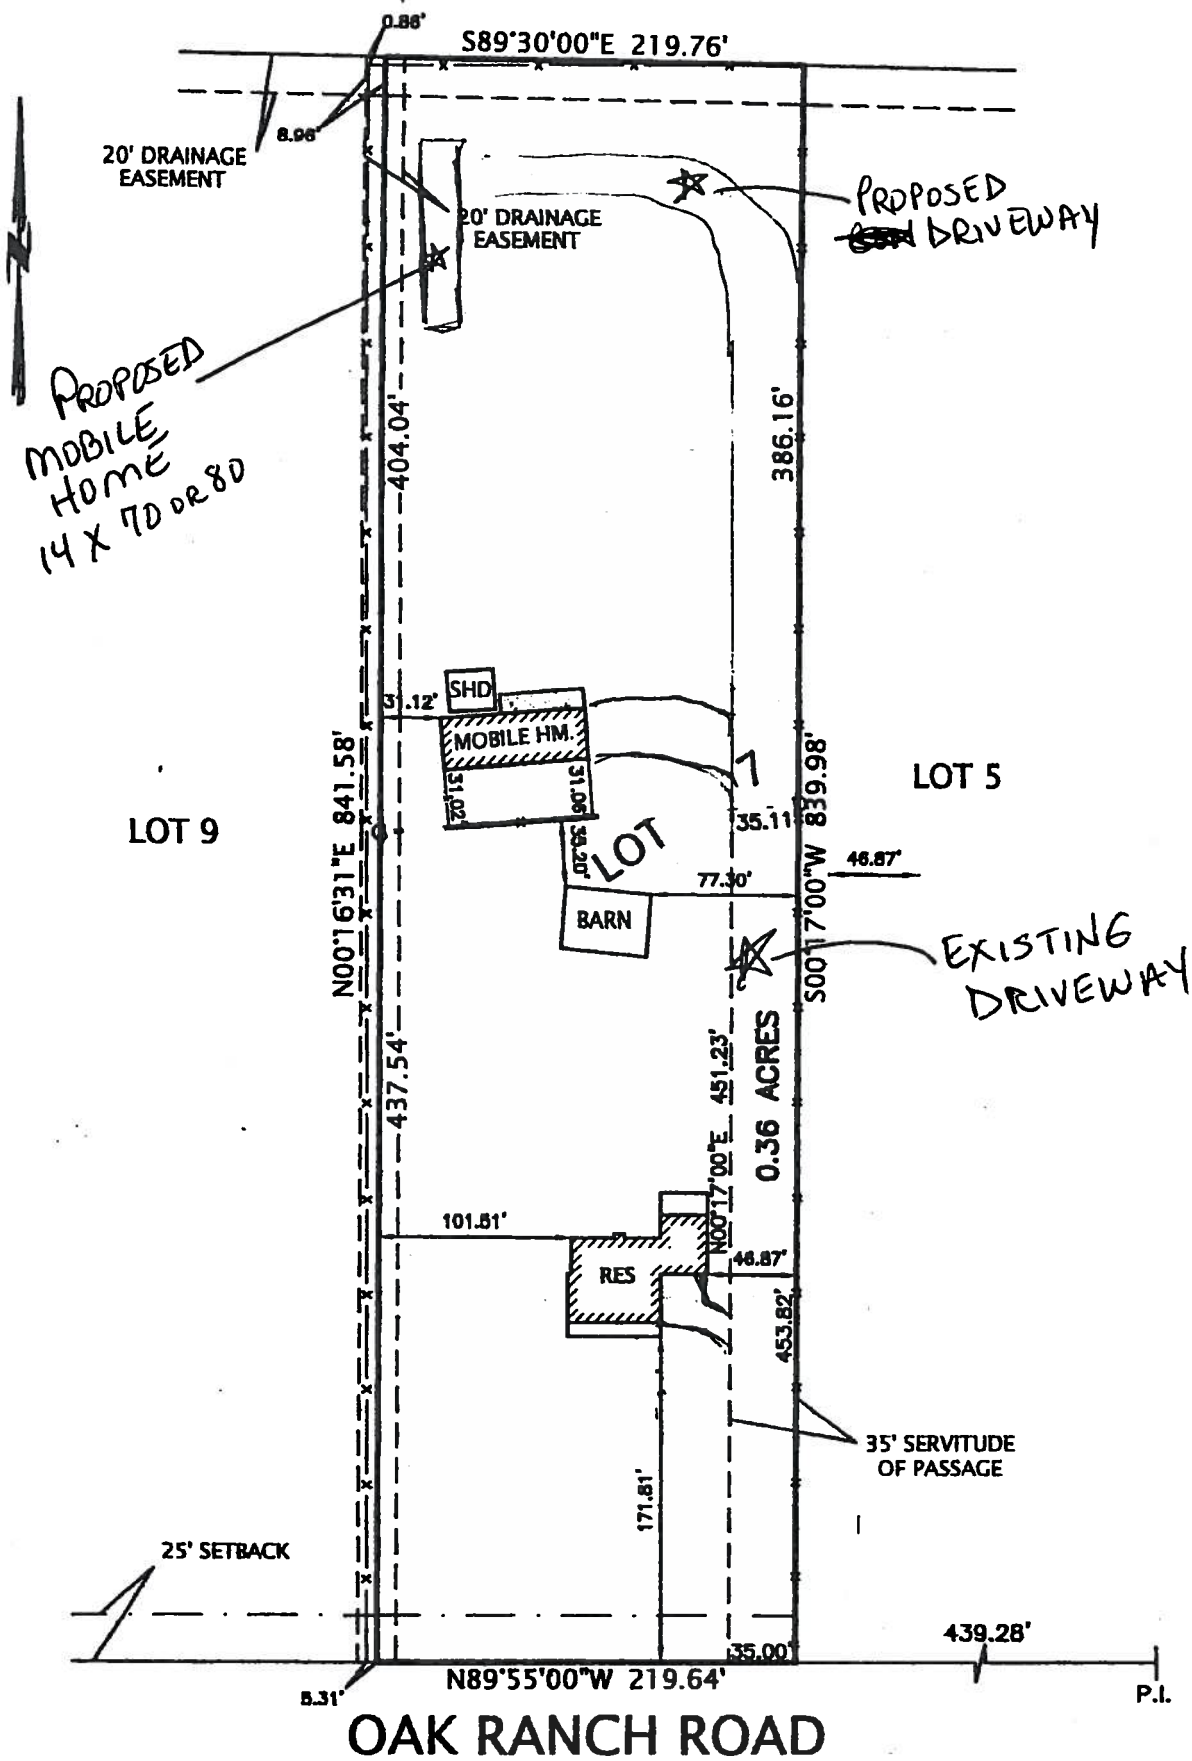 0.86'
S89°30'00"E 219.76'
8.96'
20' DRAINAGE
EASEMENT
20' DRAINAGE
EASEMENT
PROPOSED
DRIVEWAY
PROPOSED
MOBILE
HOME
14 X 70 OR 80
404.04'
386.16'
SHD
31.12'
MOBILE HM.
31.02'
31.06'
35.20'
LOT 7
35.11'
N00°16'31"E 841.58'
S00°17'00"W 839.98'
LOT 9
LOT 5
46.87'
77.30'
BARN
EXISTING
DRIVEWAY
437.54'
N00°17'00"E 451.23'
0.36 ACRES
101.51'
RES
46.87'
453.82'
35' SERVITUDE
OF PASSAGE
171.81'
25' SETBACK
35.00'
439.28'
5.31'
N89°55'00"W 219.64'
P.I.
OAK RANCH ROAD